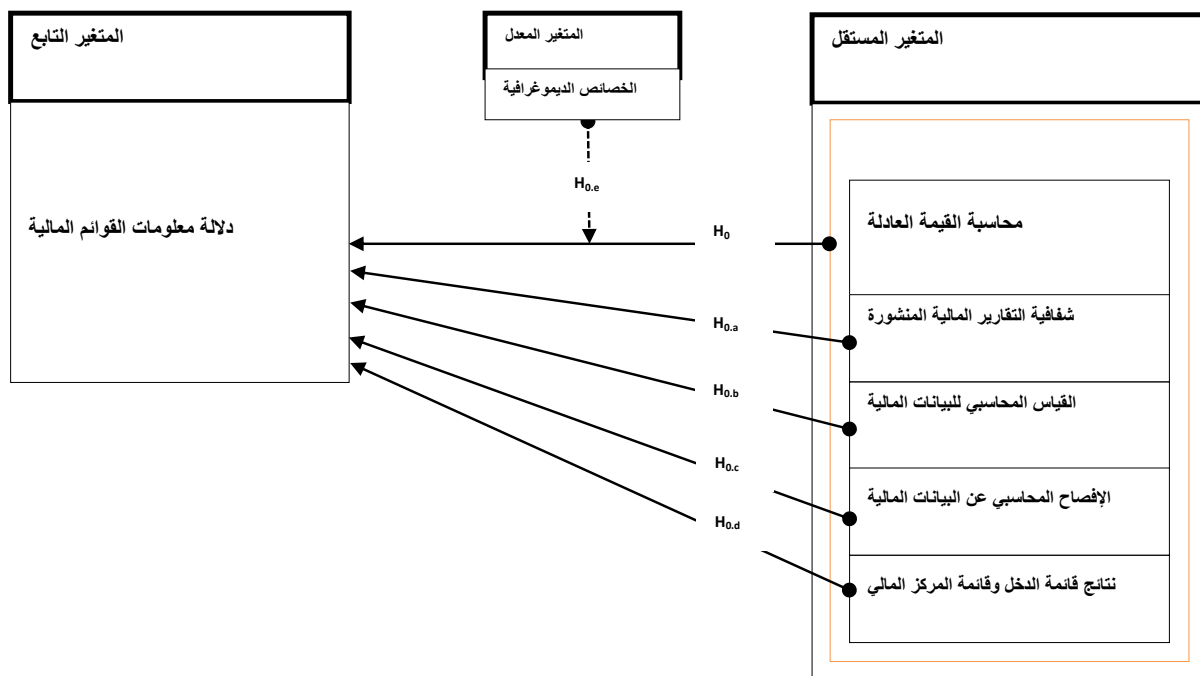 المتغير المستقل
المتغير المعدل
المتغير التابع
الخصائص الديموغرافية
H0.e
محاسبة القيمة العادلة
H0
دلالة معلومات القوائم المالية
شفافية التقارير المالية المنشورة
H0.a
القياس المحاسبي للبيانات المالية
H0.b
الإفصاح المحاسبي عن البيانات المالية
H0.c
H0.d
نتائج قائمة الدخل وقائمة المركز المالي